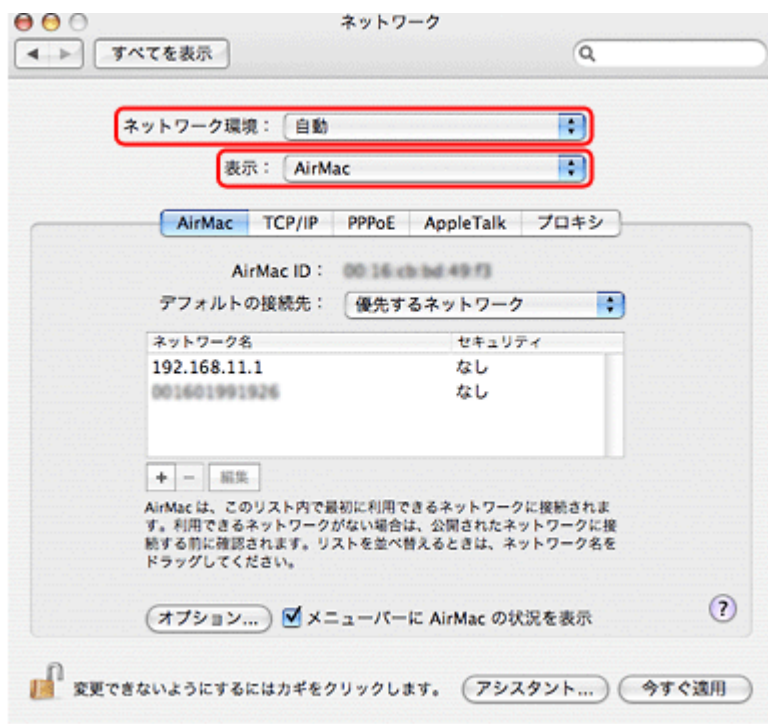 ネットワーク
すべてを表示
ネットワーク環境： 自動
表示： AirMac
AirMac TCP/IP PPPoE AppleTalk プロキシ
AirMac ID： 00:16:cb:bd:49:f3
デフォルトの接続先： 優先するネットワーク
ネットワーク名 セキュリティ
192.168.11.1 なし
001601991926 なし
+ − 編集
AirMac は、このリスト内で最初に利用できるネットワークに接続されま
す。利用できるネットワークがない場合は、公開されたネットワークに接
続する前に確認されます。リストを並べ替えるときは、ネットワーク名を
ドラッグしてください。
オプション... メニューバーに AirMac の状況を表示 ?
変更できないようにするにはカギをクリックします。 アシスタント... 今すぐ適用